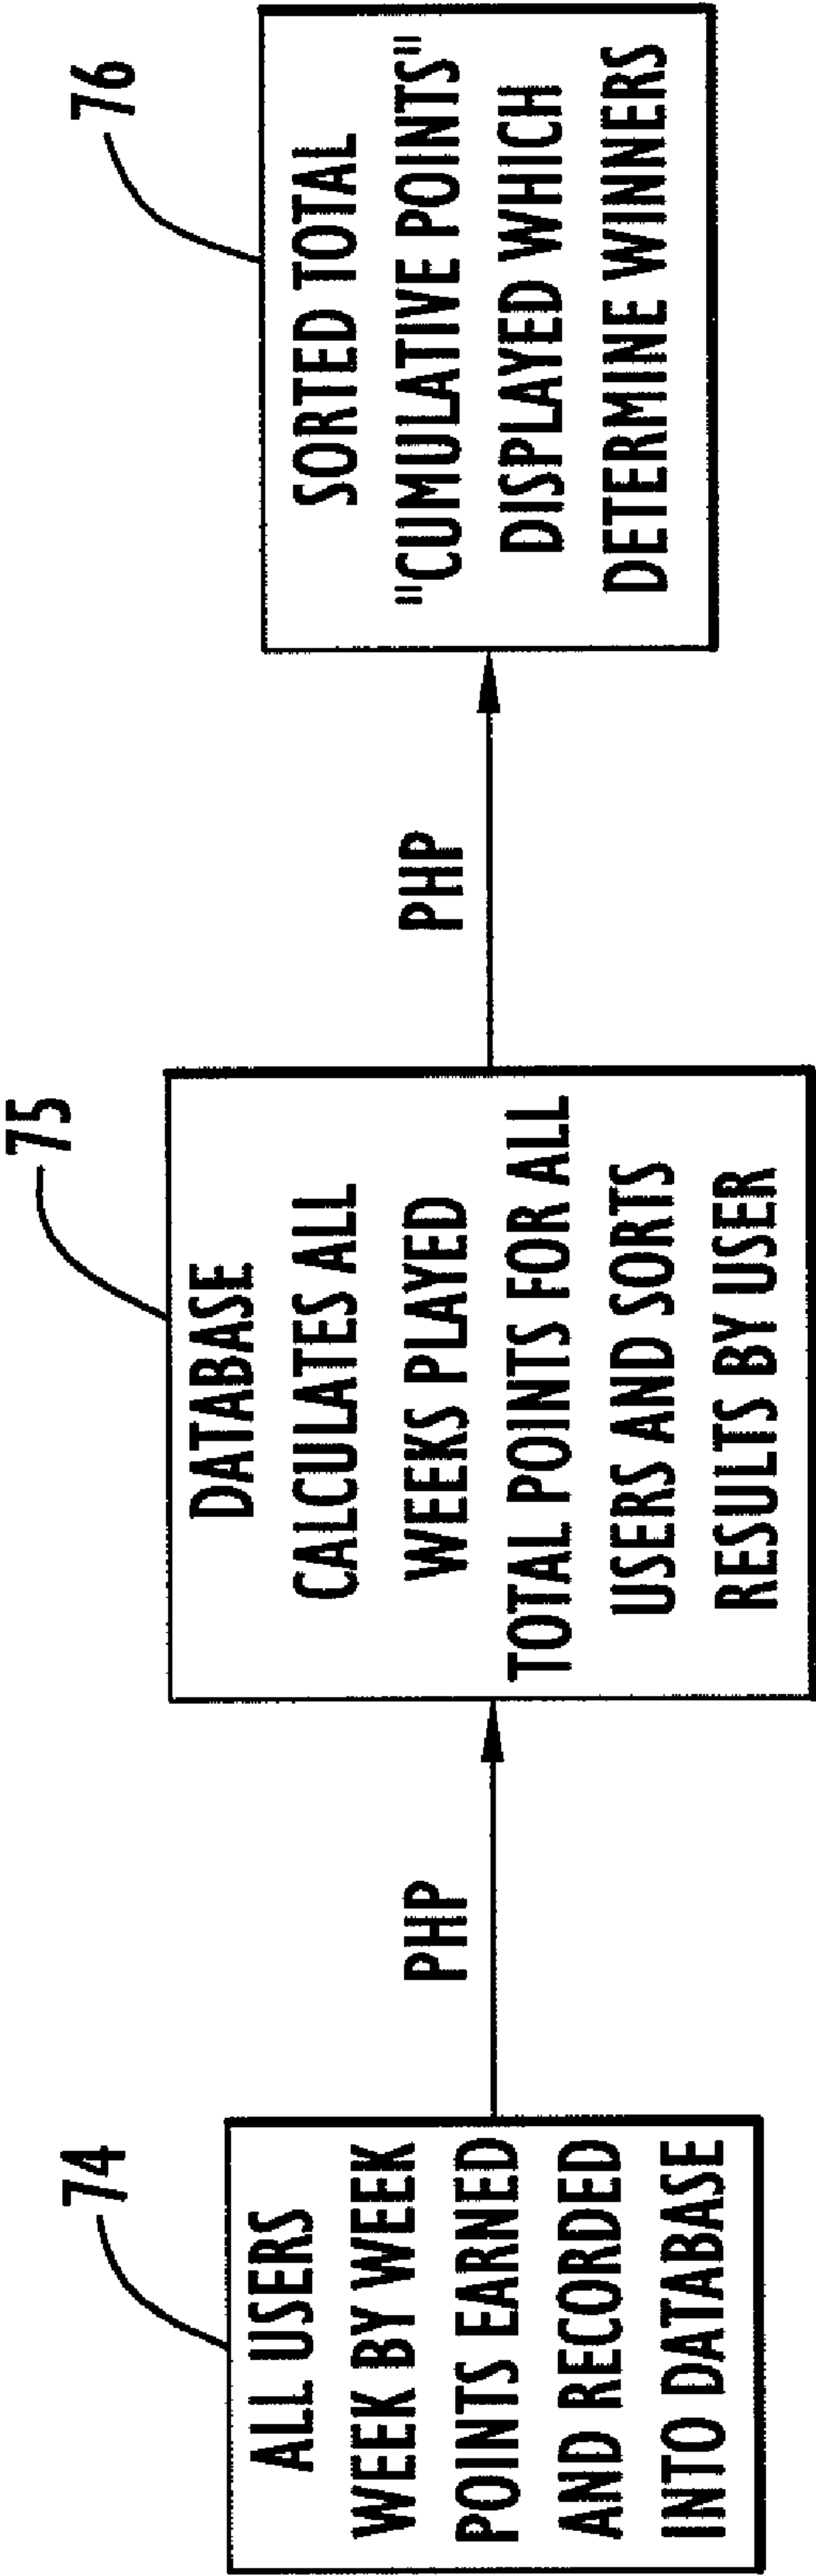 74
ALL USERS
WEEK BY WEEK
POINTS EARNED
AND RECORDED
INTO DATABASE
PHP
75
DATABASE
CALCULATES ALL
WEEKS PLAYED
TOTAL POINTS FOR ALL
USERS AND SORTS
RESULTS BY USER
PHP
76
SORTED TOTAL
"CUMULATIVE POINTS"
DISPLAYED WHICH
DETERMINE WINNERS